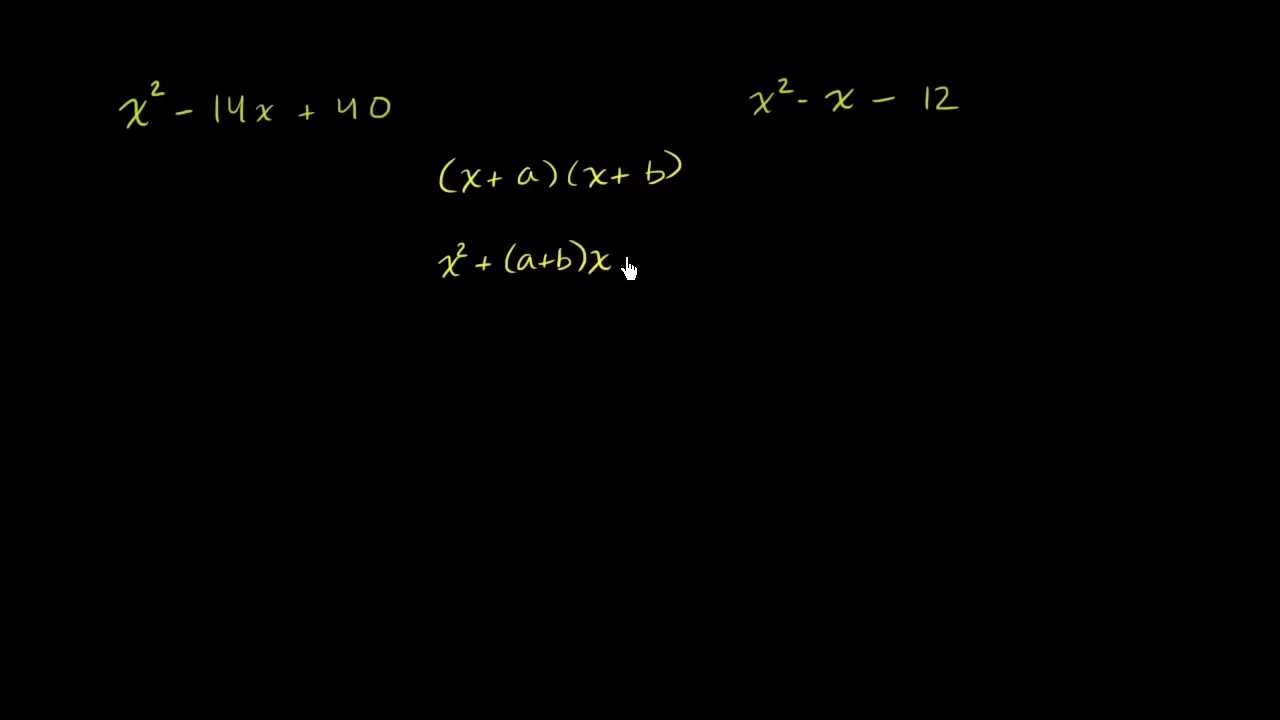 x² - 14x + 40
x² - x - 12
(x + a)(x + b)
x² + (a+b)x